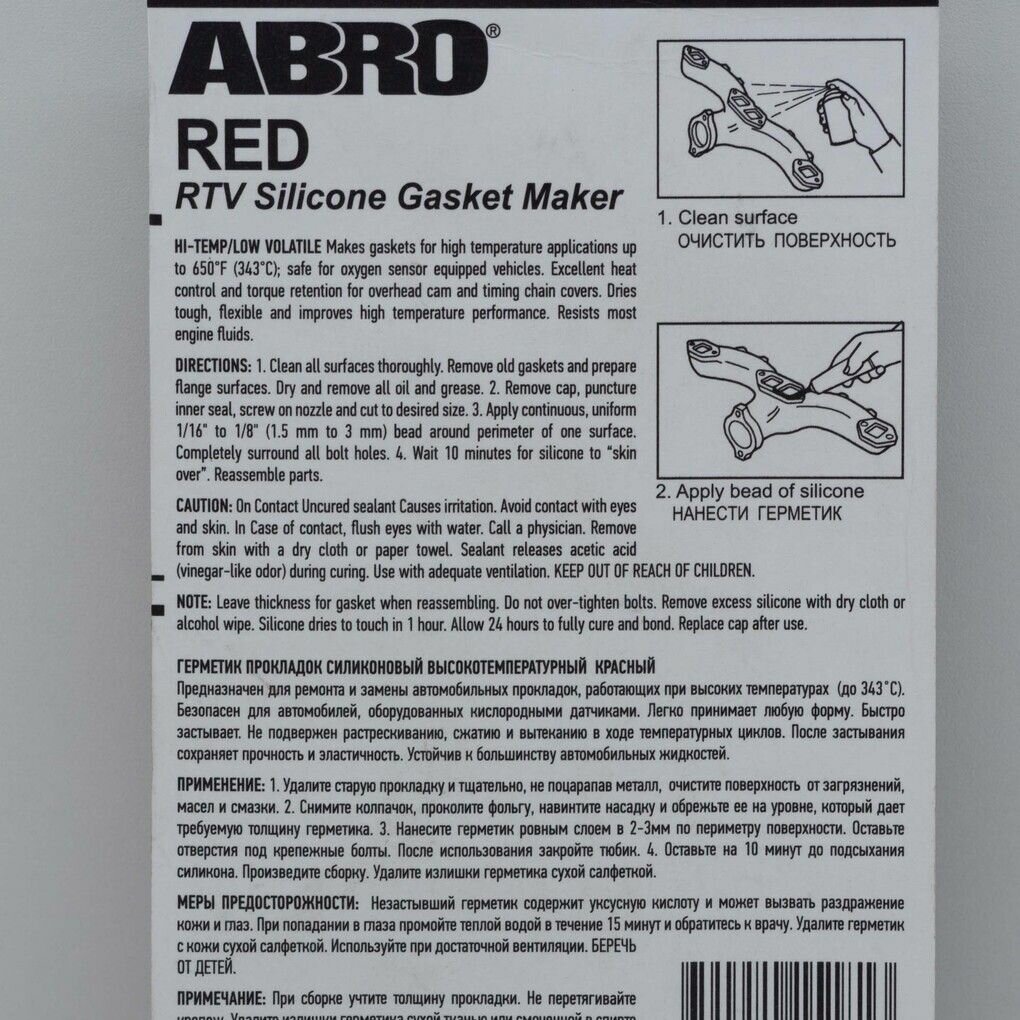 ABRO®
RED
RTV Silicone Gasket Maker
HI-TEMP/LOW VOLATILE Makes gaskets for high temperature applications up
to 650°F (343°C); safe for oxygen sensor equipped vehicles. Excellent heat
control and torque retention for overhead cam and timing chain covers. Dries
tough, flexible and improves high temperature performance. Resists most
engine fluids.
DIRECTIONS: 1. Clean all surfaces thoroughly. Remove old gaskets and prepare
flange surfaces. Dry and remove all oil and grease. 2. Remove cap, puncture
inner seal, screw on nozzle and cut to desired size. 3. Apply continuous, uniform
1/16" to 1/8" (1.5 mm to 3 mm) bead around perimeter of one surface.
Completely surround all bolt holes. 4. Wait 10 minutes for silicone to “skin
over”. Reassemble parts.
CAUTION: On Contact Uncured sealant Causes irritation. Avoid contact with eyes
and skin. In Case of contact, flush eyes with water. Call a physician. Remove
from skin with a dry cloth or paper towel. Sealant releases acetic acid
(vinegar-like odor) during curing. Use with adequate ventilation. KEEP OUT OF REACH OF CHILDREN.
NOTE: Leave thickness for gasket when reassembling. Do not over-tighten bolts. Remove excess silicone with dry cloth or
alcohol wipe. Silicone dries to touch in 1 hour. Allow 24 hours to fully cure and bond. Replace cap after use.
1. Clean surface
ОЧИСТИТЬ ПОВЕРХНОСТЬ
2. Apply bead of silicone
НАНЕСТИ ГЕРМЕТИК
ГЕРМЕТИК ПРОКЛАДОК СИЛИКОНОВЫЙ ВЫСОКОТЕМПЕРАТУРНЫЙ КРАСНЫЙ
Предназначен для ремонта и замены автомобильных прокладок, работающих при высоких температурах (до 343°С).
Безопасен для автомобилей, оборудованных кислородными датчиками. Легко принимает любую форму. Быстро
застывает. Не подвержен растрескиванию, сжатию и вытеканию в ходе температурных циклов. После застывания
сохраняет прочность и эластичность. Устойчив к большинству автомобильных жидкостей.
ПРИМЕНЕНИЕ: 1. Удалите старую прокладку и тщательно, не поцарапав металл, очистите поверхность от загрязнений,
масел и смазки. 2. Снимите колпачок, проколите фольгу, навинтите насадку и обрежьте ее на уровне, который дает
требуемую толщину герметика. 3. Нанесите герметик ровным слоем в 2-3мм по периметру поверхности. Оставьте
отверстия под крепежные болты. После использования закройте тюбик. 4. Оставьте на 10 минут до подсыхания
силикона. Произведите сборку. Удалите излишки герметика сухой салфеткой.
МЕРЫ ПРЕДОСТОРОЖНОСТИ: Незастывший герметик содержит уксусную кислоту и может вызвать раздражение
кожи и глаз. При попадании в глаза промойте теплой водой в течение 15 минут и обратитесь к врачу. Удалите герметик
с кожи сухой салфеткой. Используйте при достаточной вентиляции. БЕРЕЧЬ
ОТ ДЕТЕЙ.
ПРИМЕЧАНИЕ: При сборке учтите толщину прокладки. Не перетягивайте